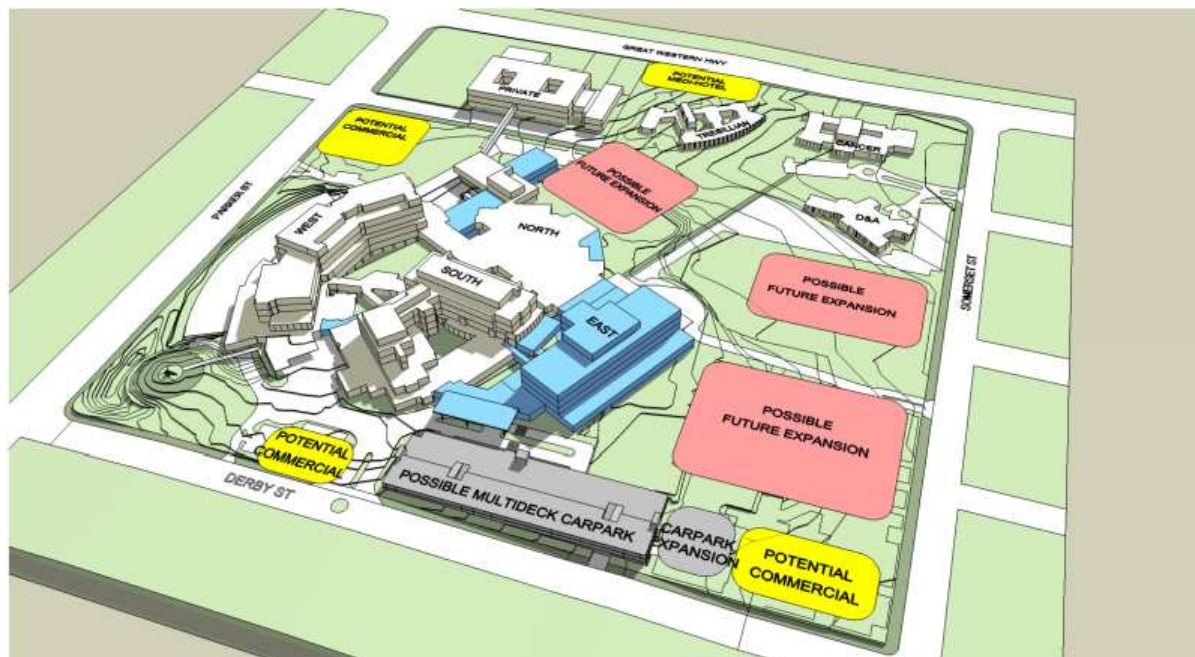 GREAT WESTERN HWY
PRIVATE
POTENTIAL
MEDI-HOTEL
TRESILLIAN
CANCER
POTENTIAL
COMMERCIAL
PARKER ST
WEST
POSSIBLE
FUTURE EXPANSION
D&A
NORTH
SOUTH
SOMERSET ST
POSSIBLE
FUTURE EXPANSION
EAST
POSSIBLE
FUTURE EXPANSION
POTENTIAL
COMMERCIAL
DERBY ST
POSSIBLE MULTIDECK CARPARK
CARPARK
EXPANSION
POTENTIAL
COMMERCIAL